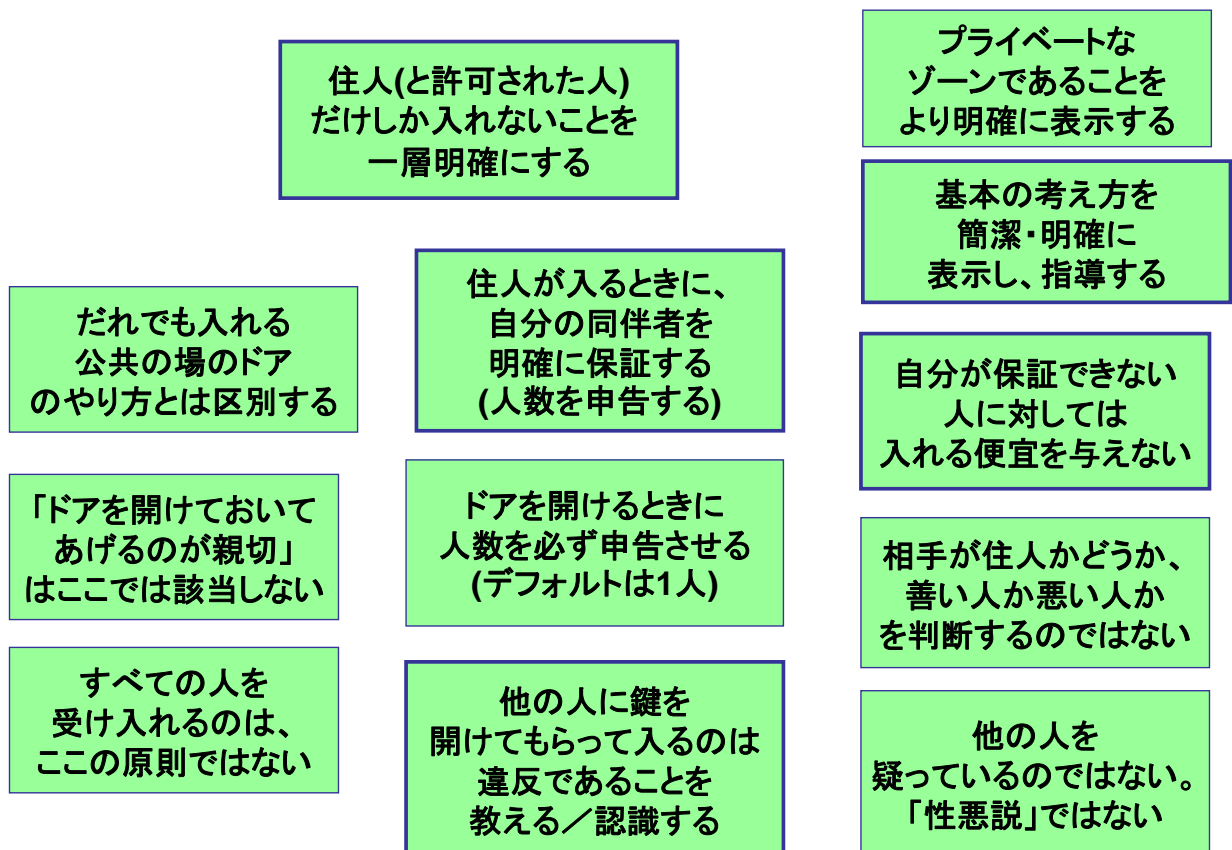 住人(と許可された人)
だけしか入れないことを
一層明確にする
プライベートな
ゾーンであることを
より明確に表示する
基本の考え方を
簡潔・明確に
表示し、指導する
だれでも入れる
公共の場のドア
のやり方とは区別する
住人が入るときに、
自分の同伴者を
明確に保証する
(人数を申告する)
自分が保証できない
人に対しては
入れる便宜を与えない
「ドアを開けておいて
あげるのが親切」
はここでは該当しない
ドアを開けるときに
人数を必ず申告させる
(デフォルトは1人)
相手が住人かどうか、
善い人か悪い人か
を判断するのではない
すべての人を
受け入れるのは、
ここの原則ではない
他の人に鍵を
開けてもらって入るのは
違反であることを
教える／認識する
他の人を
疑っているのではない。
「性悪説」ではない